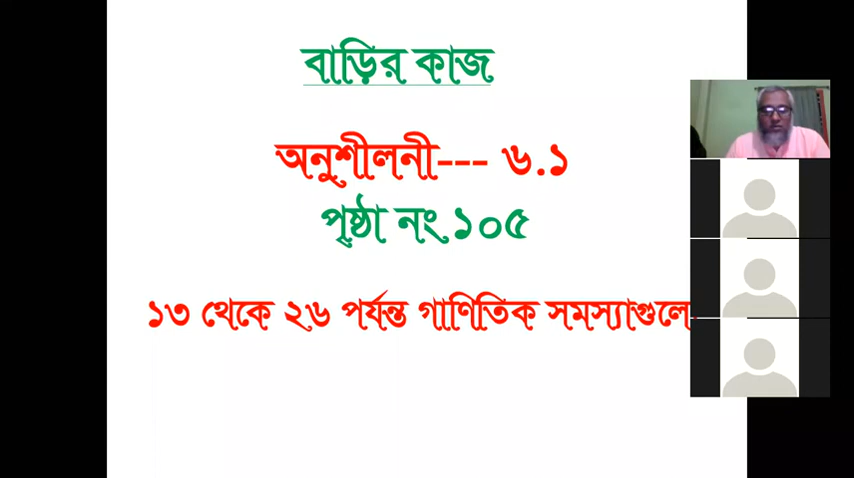 বাড়ির কাজ
অনুশীলনী--- ৬.১
পৃষ্ঠা নং ১০৫
১৩ থেকে ২৬ পর্যন্ত গাণিতিক সমস্যাগুলে